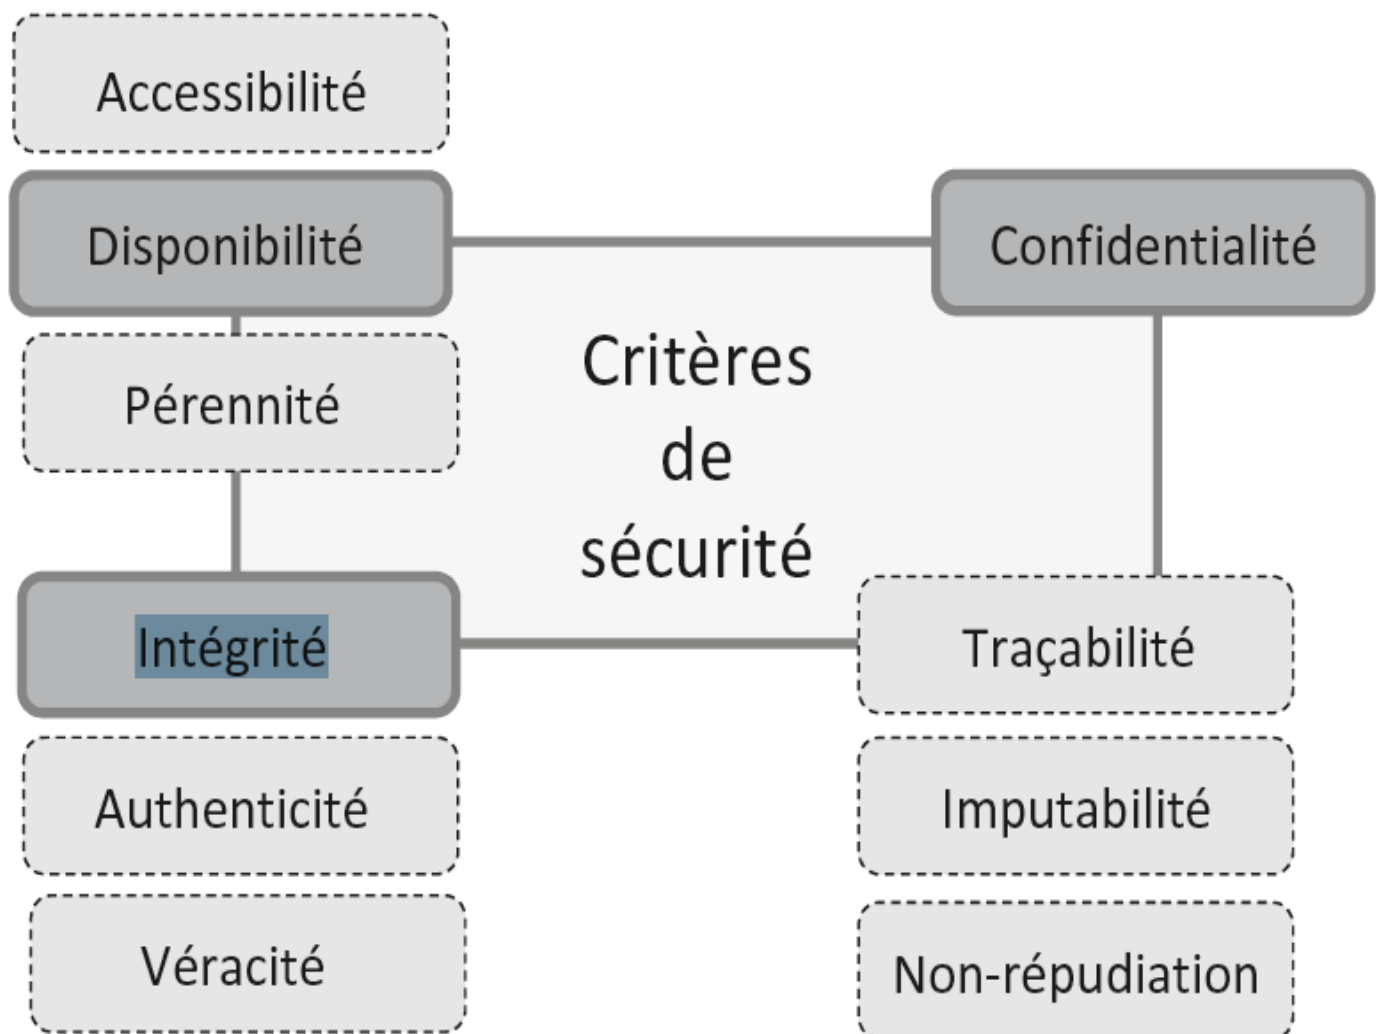 Accessibilité
Disponibilité
Confidentialité
Critères
de
sécurité
Pérennité
Intégrité
Traçabilité
Authenticité
Imputabilité
Véracité
Non-répudiation